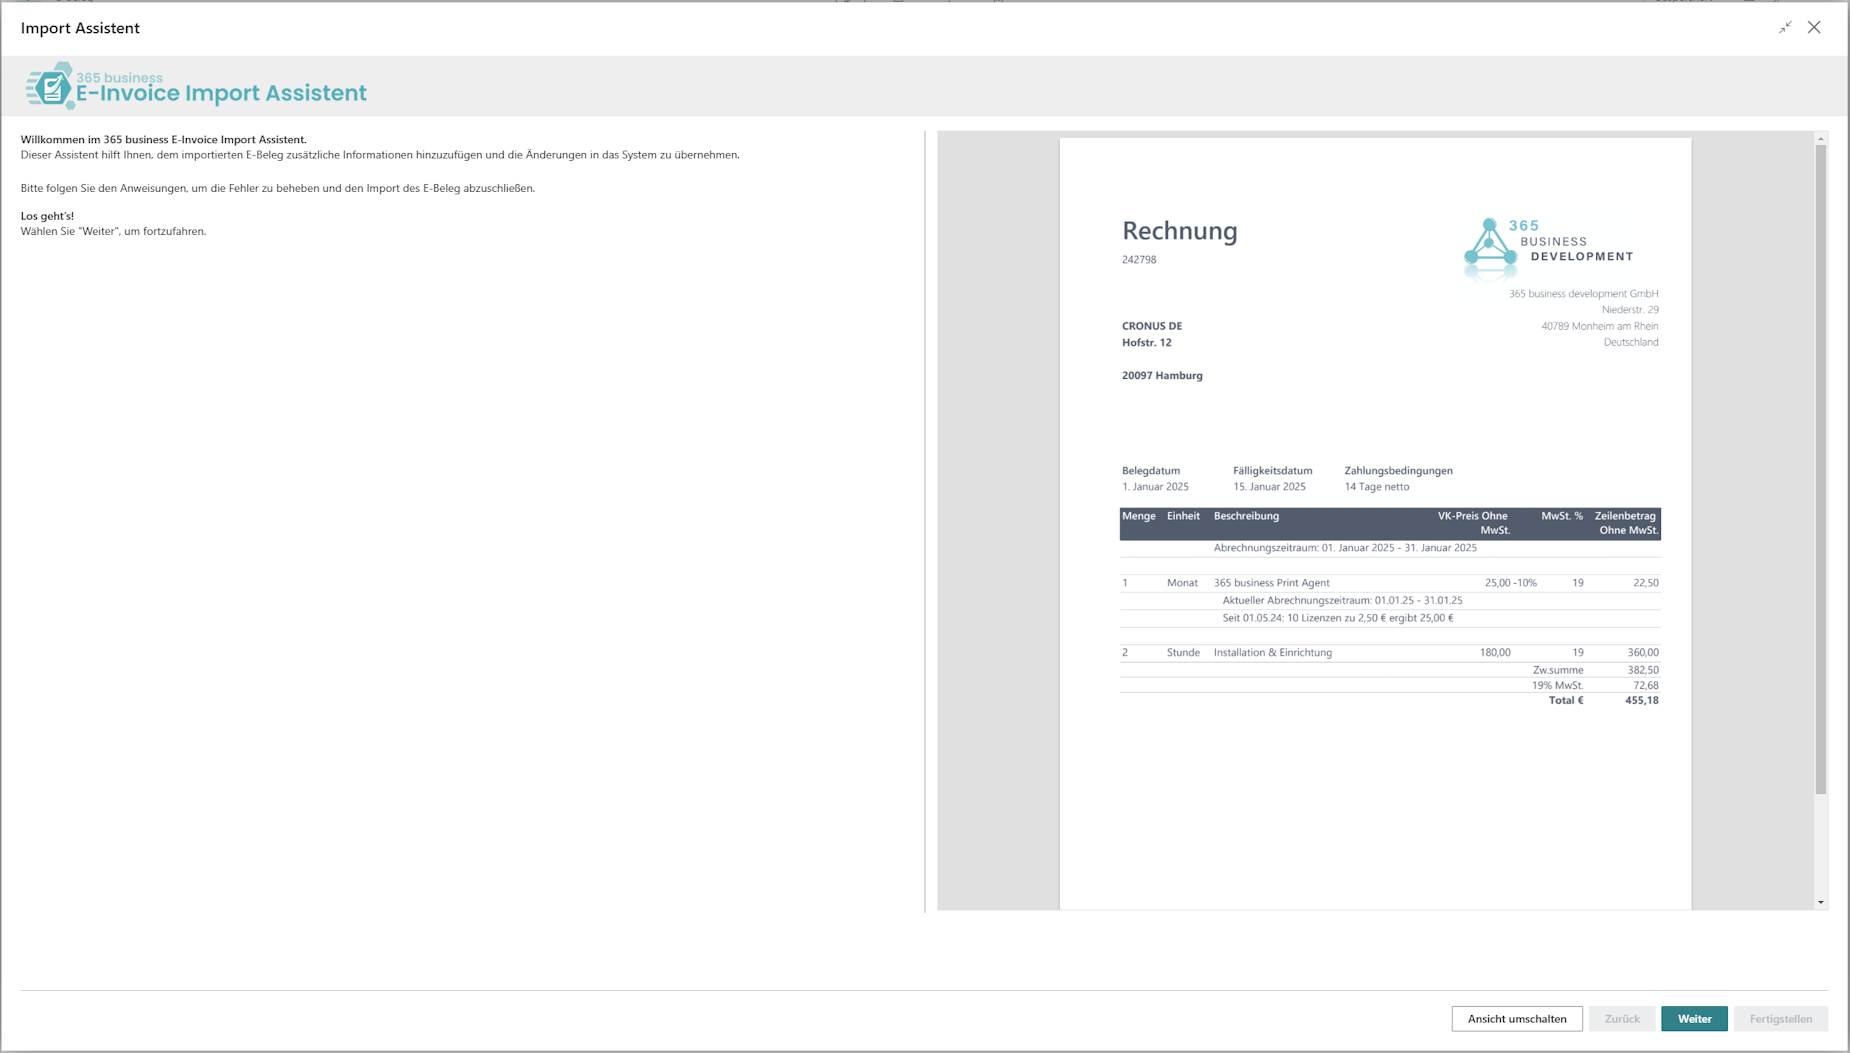 Import Assistent
365 business
E-Invoice Import Assistent
Willkommen im 365 business E-Invoice Import Assistent.
Dieser Assistent hilft Ihnen, dem importierten E-Beleg zusätzliche Informationen hinzuzufügen und die Änderungen in das System zu übernehmen.
Bitte folgen Sie den Anweisungen, um die Fehler zu beheben und den Import des E-Beleg abzuschließen.
Los geht's!
Wählen Sie "Weiter", um fortzufahren.
Rechnung
242798
365
BUSINESS
DEVELOPMENT
365 business development GmbH
Niederstr. 29
40789 Monheim am Rhein
Deutschland
CRONUS DE
Hofstr. 12
20097 Hamburg
Belegdatum Fälligkeitsdatum Zahlungsbedingungen
1. Januar 2025 15. Januar 2025 14 Tage netto
Menge Einheit Beschreibung VK-Preis Ohne MwSt. % Zeilenbetrag
MwSt. Ohne MwSt.
Abrechnungszeitraum: 01. Januar 2025 - 31. Januar 2025
1 Monat 365 business Print Agent 25,00 -10% 19 22,50
Aktueller Abrechnungszeitraum: 01.01.25 - 31.01.25
Seit 01.05.24: 10 Lizenzen zu 2,50 € ergibt 25,00 €
2 Stunde Installation & Einrichtung 180,00 19 360,00
Zw.summe 382,50
19% MwSt. 72,68
Total € 455,18
Ansicht umschalten Zurück Weiter Fertigstellen